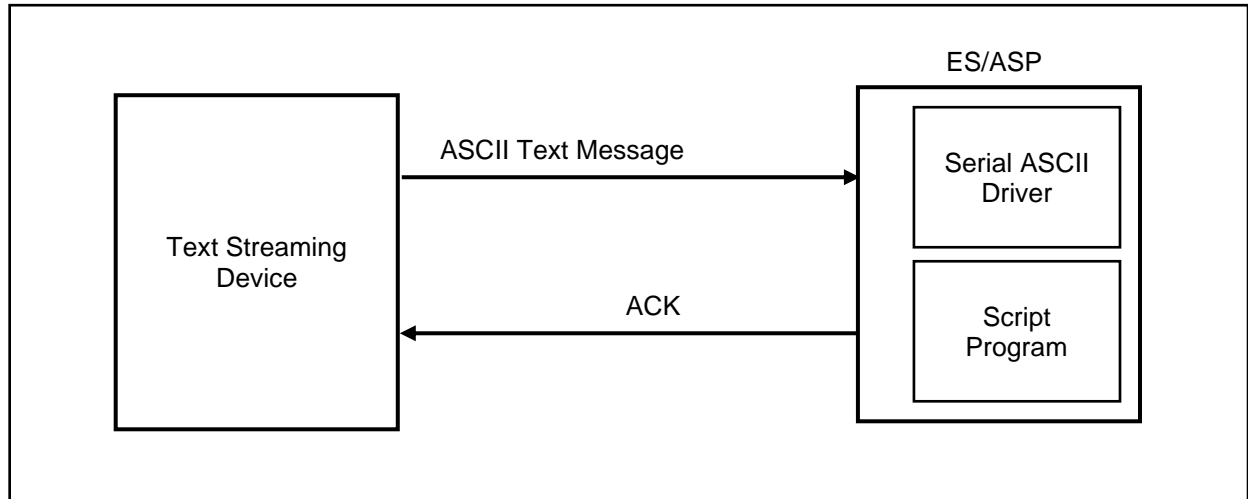 ES/ASP
ASCII Text Message
Serial ASCII
Driver
Text Streaming
Device
ACK
Script
Program